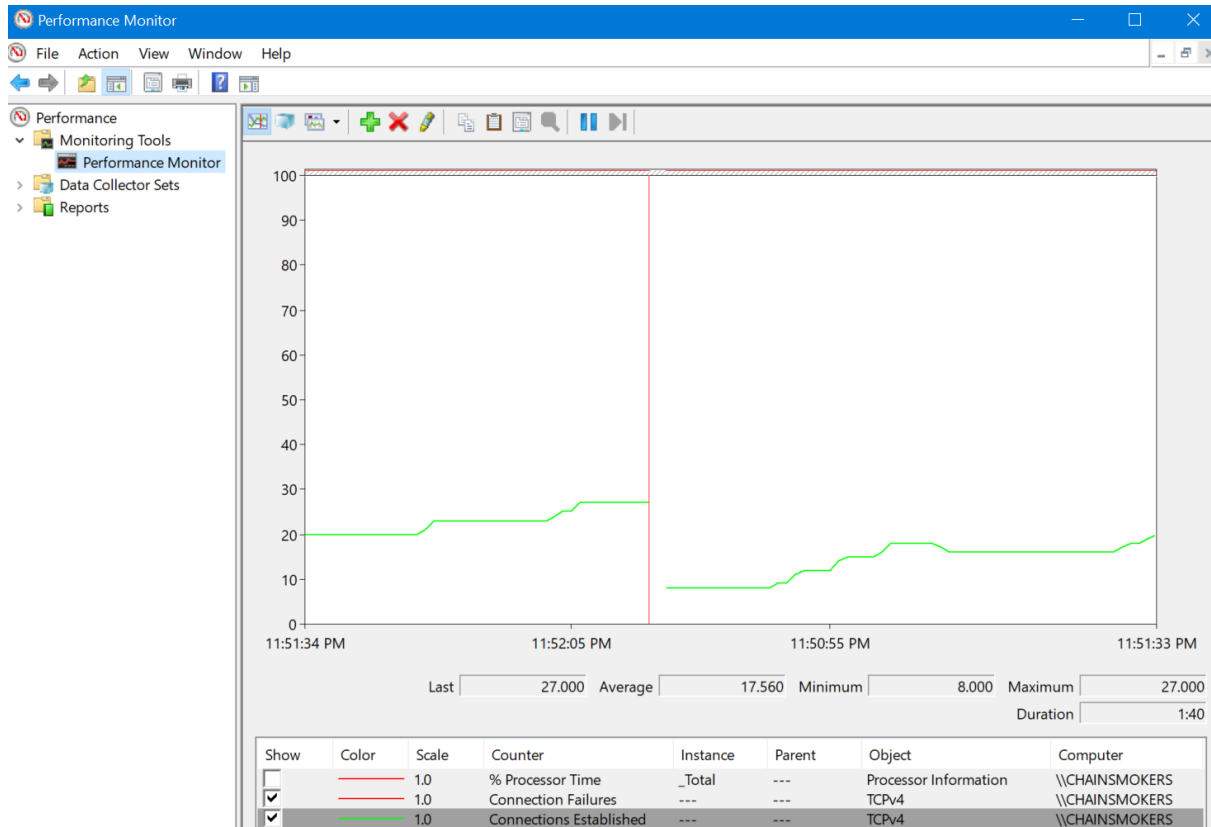 Performance Monitor
File Action View Window Help
Performance
Monitoring Tools
Performance Monitor
Data Collector Sets
Reports
100
90
80
70
60
50
40
30
20
10
0
11:51:34 PM 11:52:05 PM 11:50:55 PM 11:51:33 PM
Last 27.000 Average 17.560 Minimum 8.000 Maximum 27.000
Duration 1:40
Show Color Scale Counter Instance Parent Object Computer
1.0 % Processor Time _Total --- Processor Information \\CHAINSMOKERS
1.0 Connection Failures --- --- TCPv4 \\CHAINSMOKERS
1.0 Connections Established --- --- TCPv4 \\CHAINSMOKERS